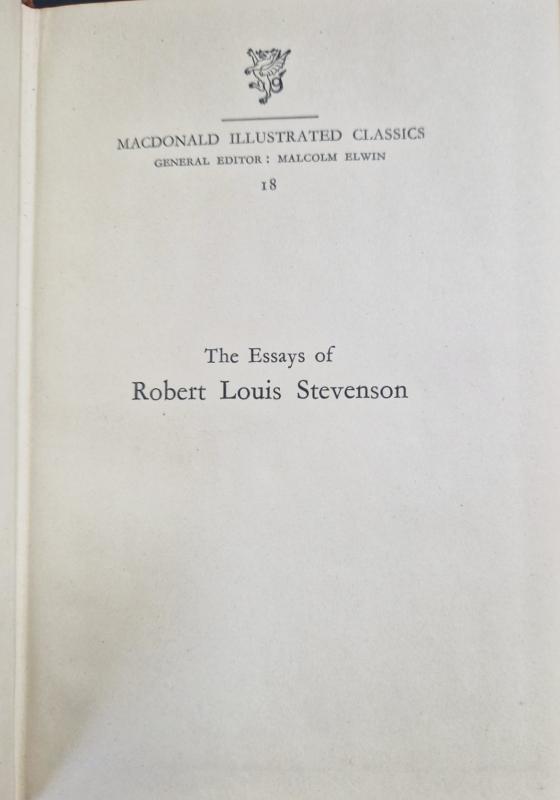 MACDONALD ILLUSTRATED CLASSICS
GENERAL EDITOR: MALCOLM ELWIN
18
The Essays of
Robert Louis Stevenson